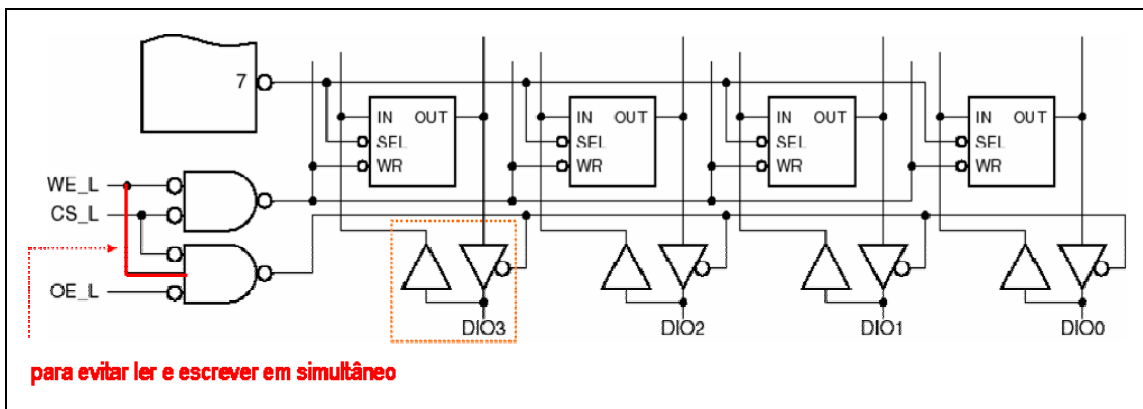 7
IN OUT
SEL
WR
IN OUT
SEL
WR
IN OUT
SEL
WR
IN OUT
SEL
WR
WE_L
CS_L
OE_L
DIO3
DIO2
DIO1
DIO0
para evitar ler e escrever em simultâneo